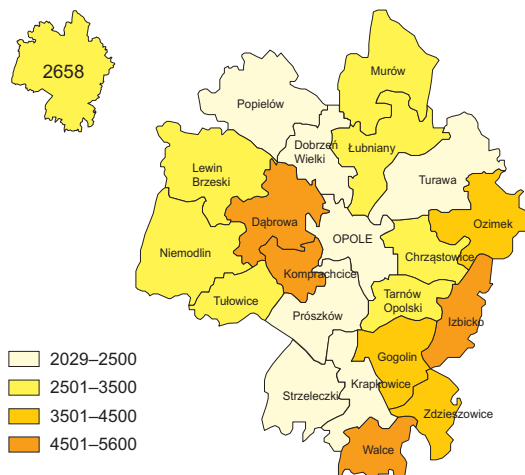 2658
Murów
Popielów
Dobrzeń
Wielki
Łubniany
Lewin
Brzeski
Turawa
Dąbrowa
Ozimek
OPOLE
Niemodlin
Chrząstowice
Komprachcice
Tułowice
Tarnów
Opolski
Prószków
Izbicko
Gogolin
2029–2500
2501–3500
3501–4500
4501–5600
Strzeleczki
Krapkowice
Zdzieszowice
Walce